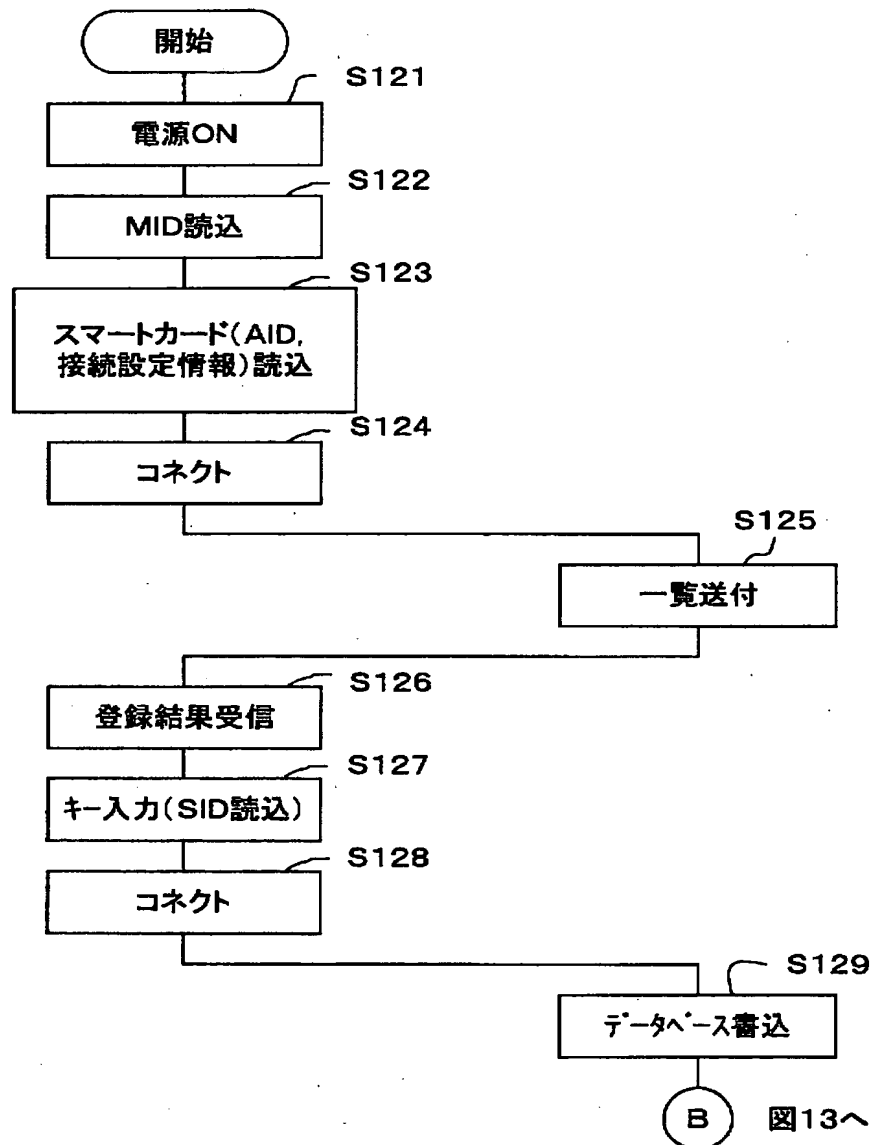 開始
S121
電源ON
S122
MID読込
S123
スマートカード(AID,
接続設定情報)読込
S124
コネクト
S125
一覧送付
S126
登録結果受信
S127
キー入力(SID読込)
S128
コネクト
S129
データベース書込
B 図13へ